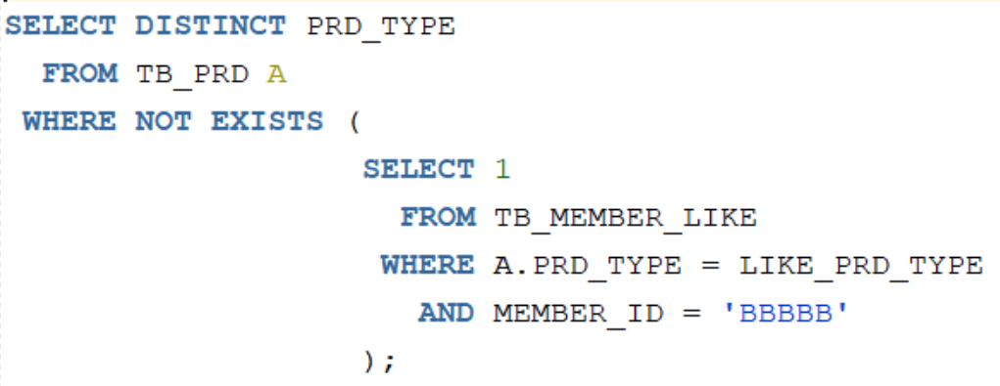 SELECT DISTINCT PRD_TYPE
FROM TB_PRD A
WHERE NOT EXISTS (
SELECT 1
FROM TB_MEMBER_LIKE
WHERE A.PRD_TYPE = LIKE_PRD_TYPE
AND MEMBER_ID = 'BBBBB'
);